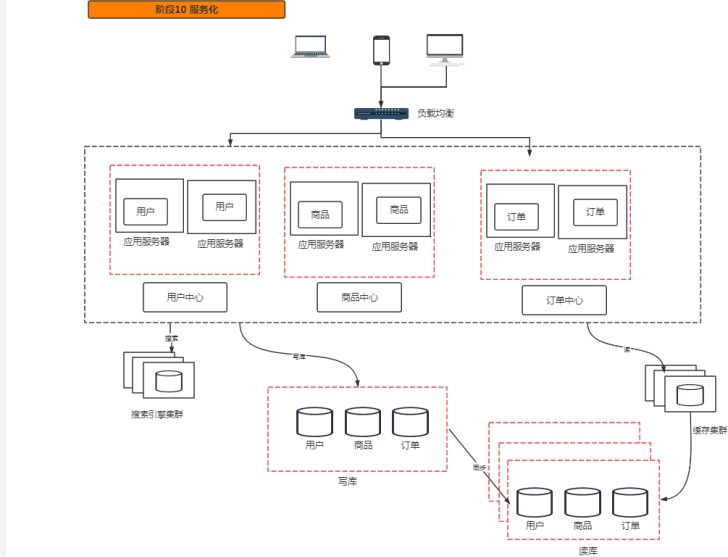 阶段10 服务化
负载均衡
用户
用户
商品
商品
订单
订单
应用服务器
应用服务器
应用服务器
应用服务器
应用服务器
应用服务器
用户中心
商品中心
订单中心
搜索
写库
读
搜索引擎集群
缓存集群
用户
商品
订单
同步
写库
用户
商品
订单
读库